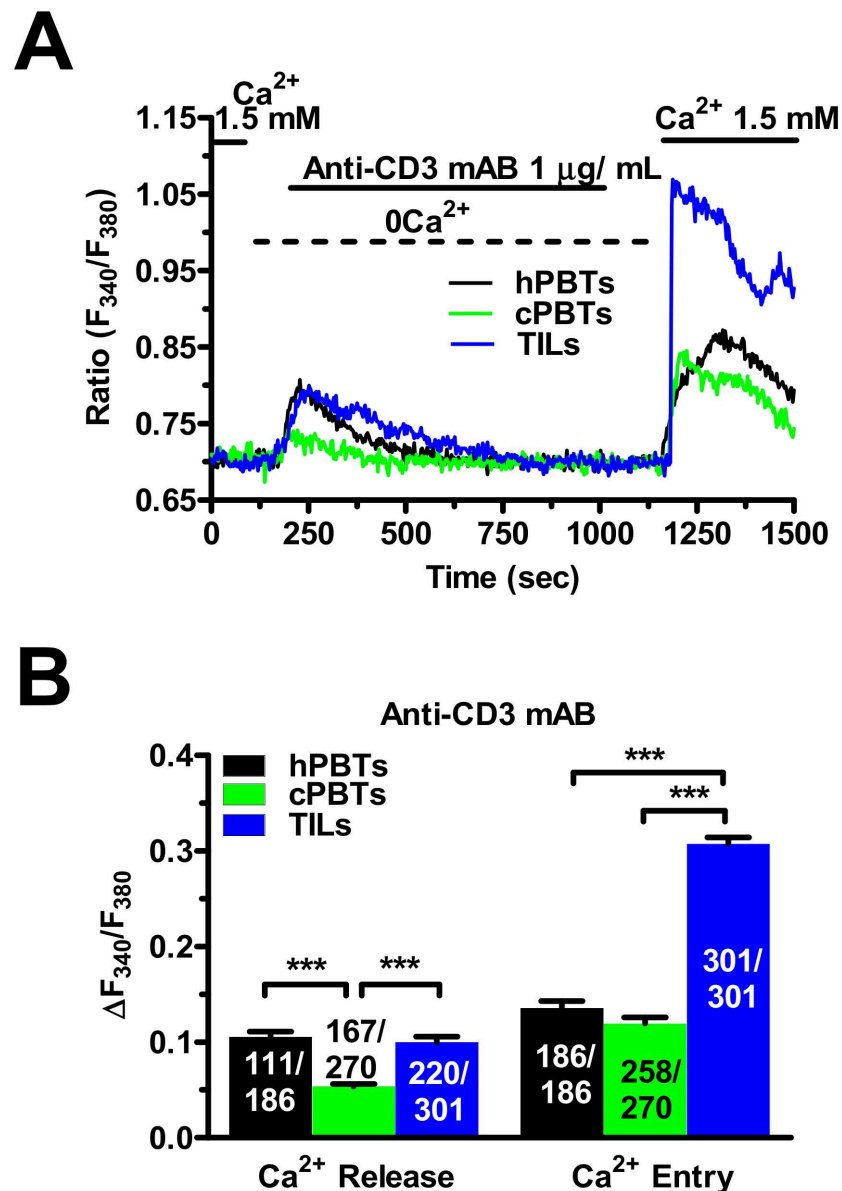 A
Ca2+
1.5 mM
Ca2+ 1.5 mM
Anti-CD3 mAB 1 μg/ mL
0Ca2+
hPBTs
cPBTs
TILs
Ratio (F340/F380)
1.15
1.05
0.95
0.85
0.75
0.65
0 250 500 750 1000 1250 1500
Time (sec)
B
Anti-CD3 mAB
hPBTs
cPBTs
TILs
ΔF340/F380
0.4
0.3
0.2
0.1
0.0
***
***
***
***
111/
186
167/
270
220/
301
186/
186
258/
270
301/
301
Ca2+ Release Ca2+ Entry